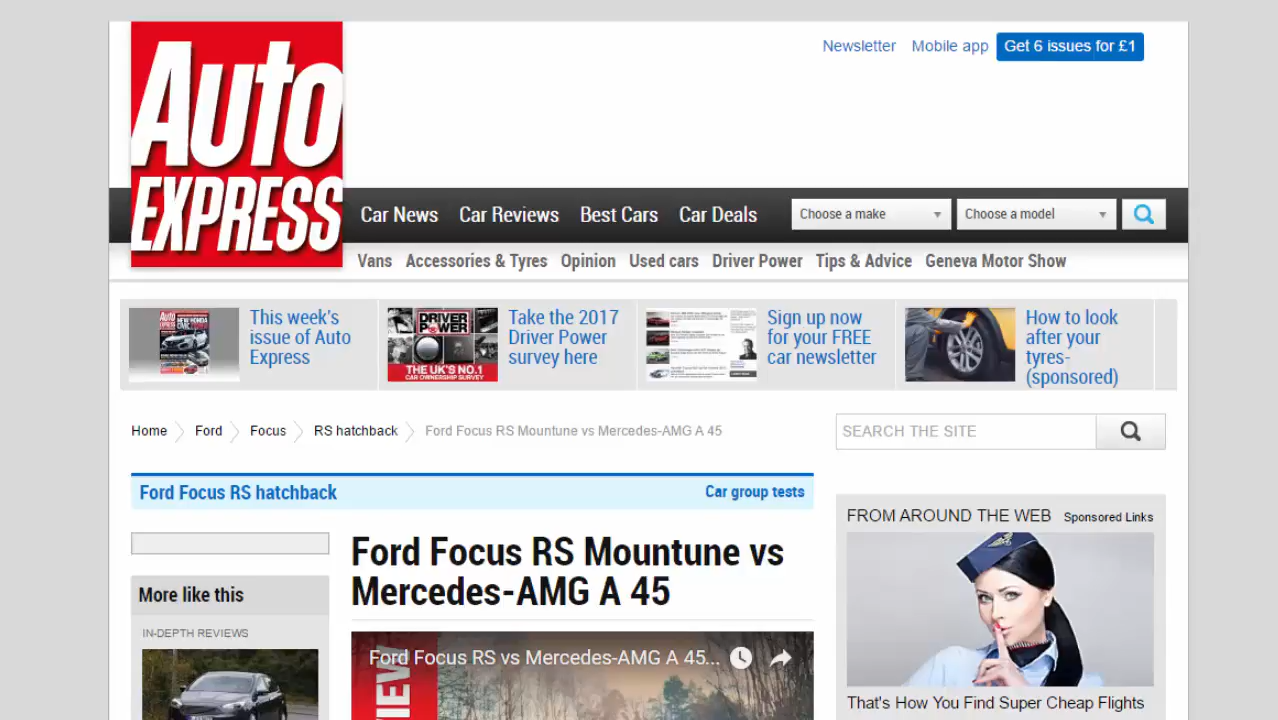 Auto
EXPRESS
Newsletter Mobile app Get 6 issues for £1
Car News Car Reviews Best Cars Car Deals Choose a make Choose a model
Vans Accessories & Tyres Opinion Used cars Driver Power Tips & Advice Geneva Motor Show
This week's
issue of Auto
Express
DRIVER
POWER
THE UK'S NO.1
CAR OWNERSHIP SURVEY
Take the 2017
Driver Power
survey here
Sign up now
for your FREE
car newsletter
How to look
after your
tyres-
(sponsored)
Home Ford Focus RS hatchback Ford Focus RS Mountune vs Mercedes-AMG A 45
SEARCH THE SITE
Ford Focus RS hatchback Car group tests
FROM AROUND THE WEB Sponsored Links
Ford Focus RS Mountune vs
Mercedes-AMG A 45
More like this
IN-DEPTH REVIEWS
Ford Focus RS vs Mercedes-AMG A 45...
That's How You Find Super Cheap Flights